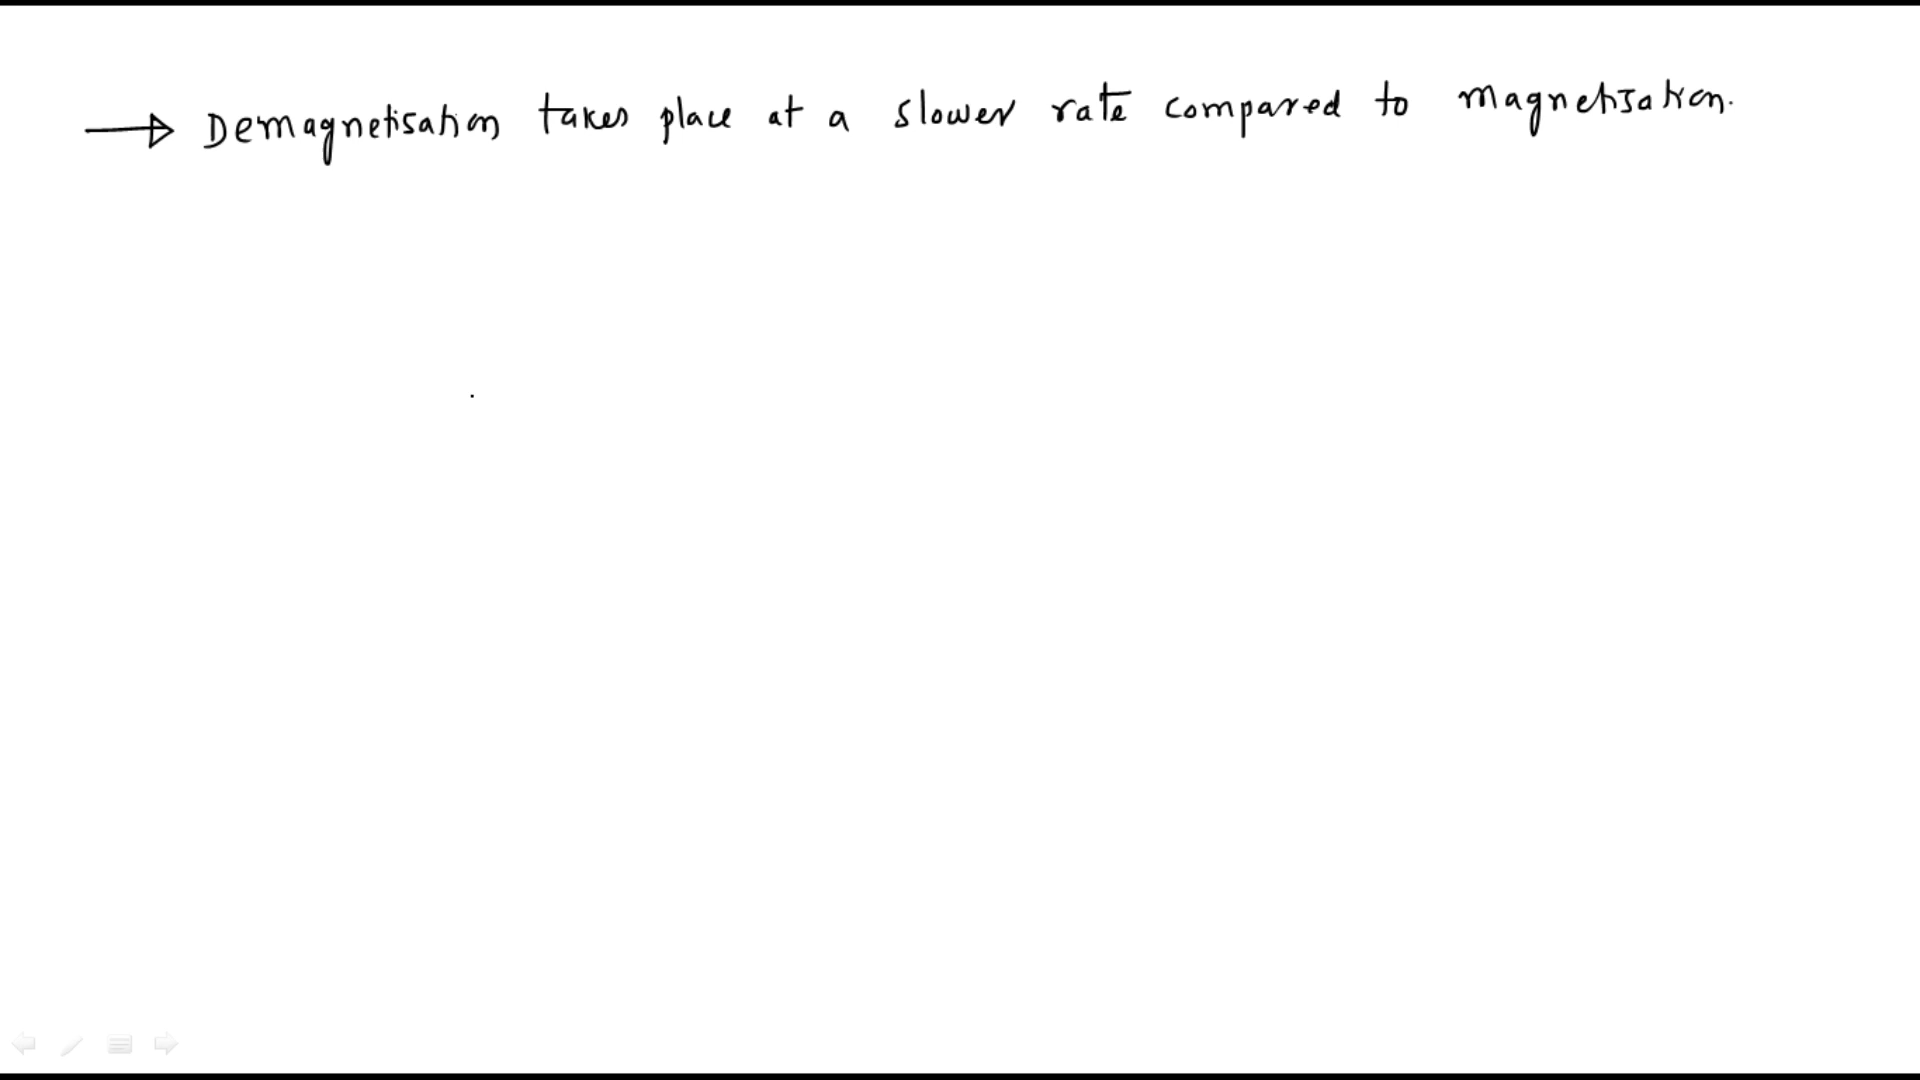 → Demagnetisation takes place at a slower rate compared to magnetisation.